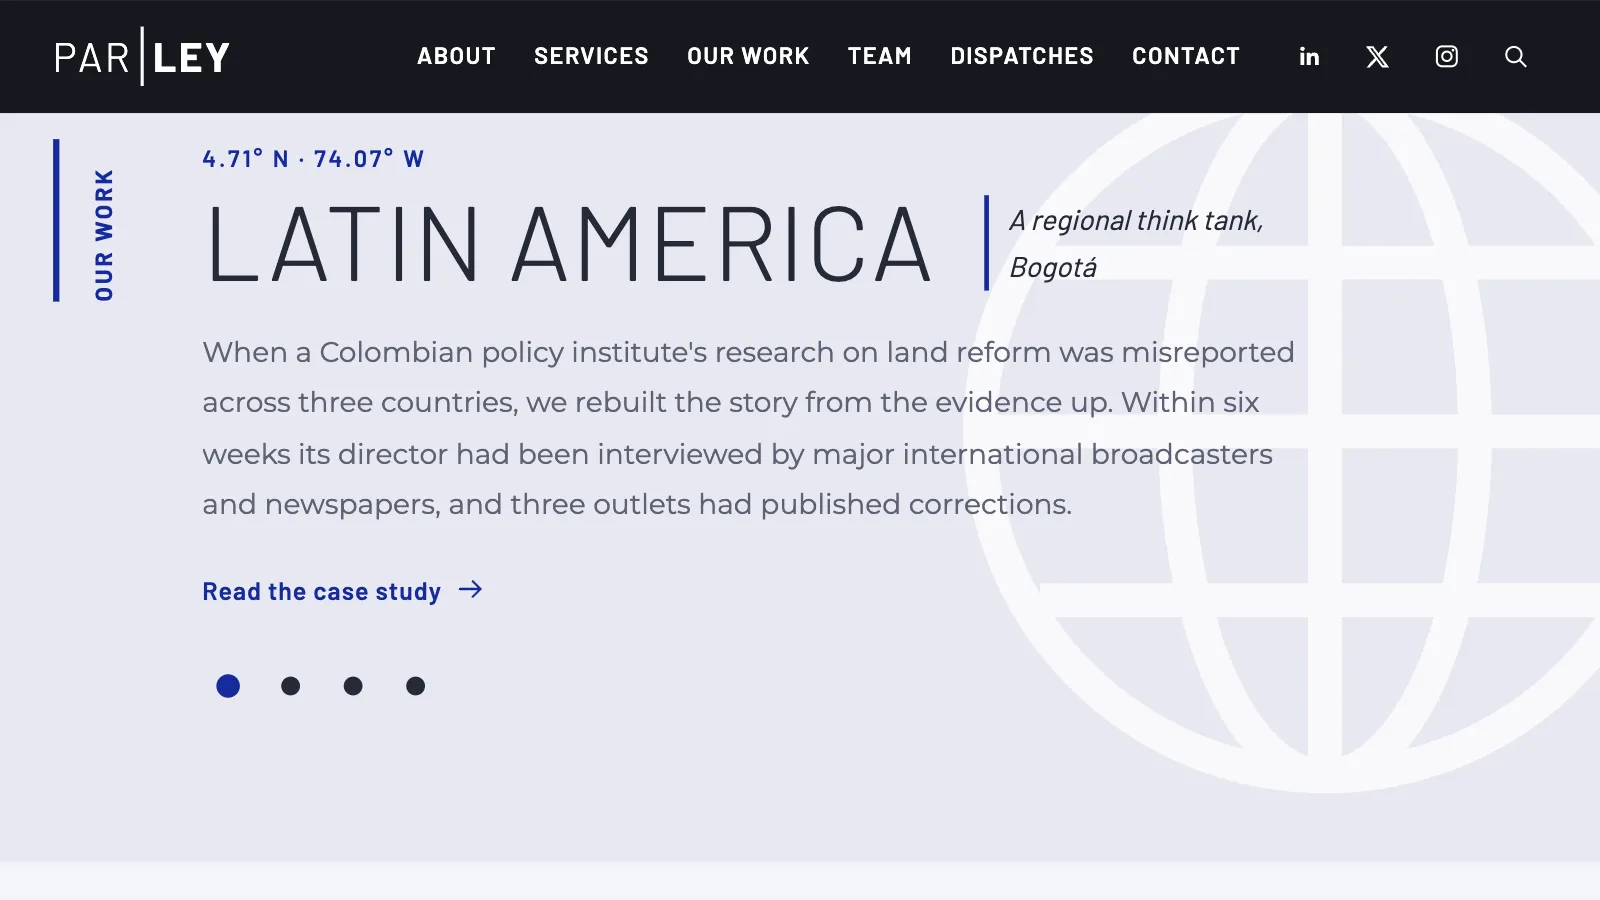 PAR|LEY
ABOUT SERVICES OUR WORK TEAM DISPATCHES CONTACT in X
OUR WORK
4.71° N · 74.07° W
LATIN AMERICA
A regional think tank,
Bogotá
When a Colombian policy institute's research on land reform was misreported
across three countries, we rebuilt the story from the evidence up. Within six
weeks its director had been interviewed by major international broadcasters
and newspapers, and three outlets had published corrections.
Read the case study →